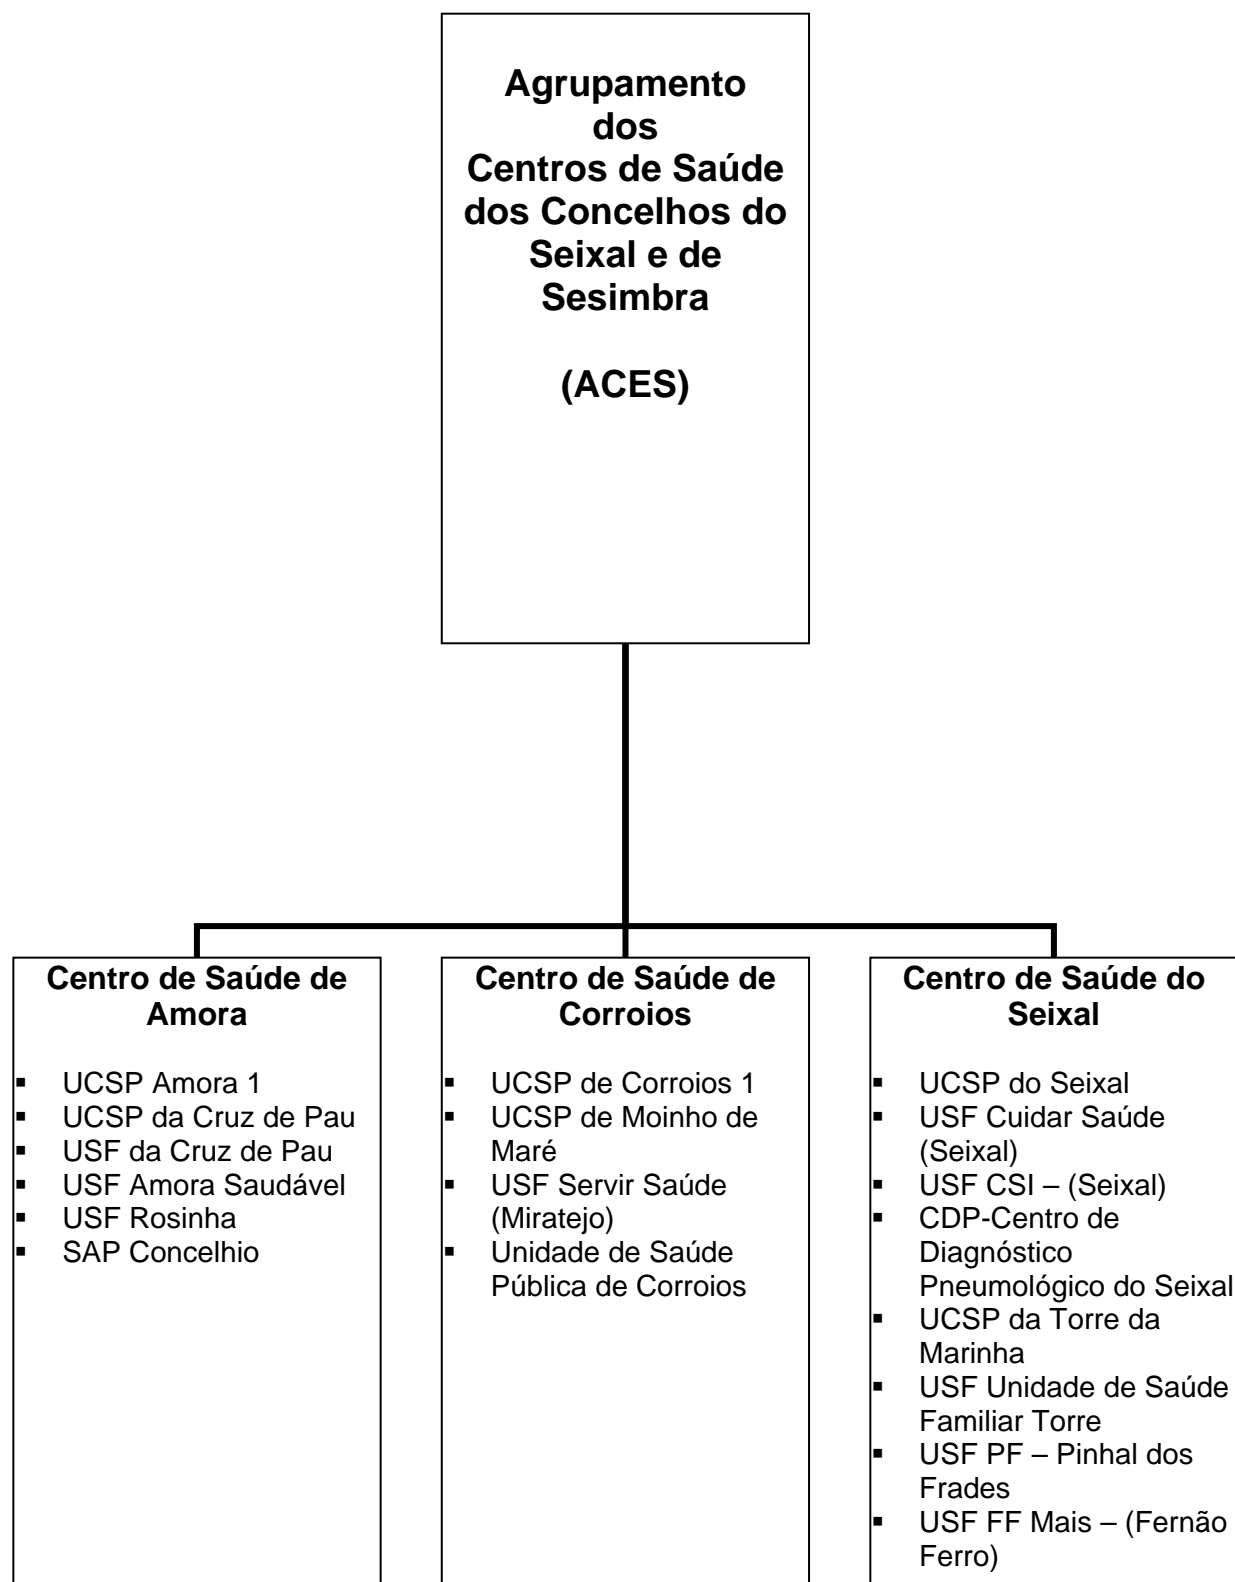 Agrupamento
dos
Centros de Saúde
dos Concelhos do
Seixal e de
Sesimbra
(ACES)
Centro de Saúde de
Amora
▪ UCSP Amora 1
▪ UCSP da Cruz de Pau
▪ USF da Cruz de Pau
▪ USF Amora Saudável
▪ USF Rosinha
▪ SAP Concelhio
Centro de Saúde de
Corroios
▪ UCSP de Corroios 1
▪ UCSP de Moinho de
Maré
▪ USF Servir Saúde
(Miratejo)
▪ Unidade de Saúde
Pública de Corroios
Centro de Saúde do
Seixal
▪ UCSP do Seixal
▪ USF Cuidar Saúde
(Seixal)
▪ USF CSI – (Seixal)
▪ CDP-Centro de
Diagnóstico
Pneumológico do Seixal
▪ UCSP da Torre da
Marinha
▪ USF Unidade de Saúde
Familiar Torre
▪ USF PF – Pinhal dos
Frades
▪ USF FF Mais – (Fernão
Ferro)